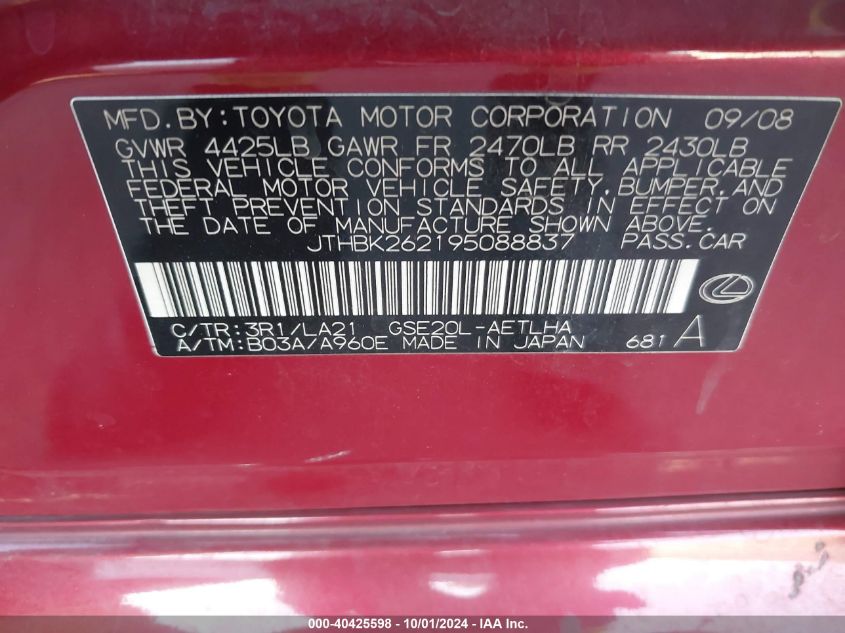 MFD.BY:TOYOTA MOTOR CORPORATION 09/08
GVWR 4425LB GAWR FR 2470LB RR 2430LB
THIS VEHICLE CONFORMS TO ALL APPLICABLE
FEDERAL MOTOR VEHICLE SAFETY,BUMPER,AND
THEFT PREVENTION STANDARDS IN EFFECT ON
THE DATE OF MANUFACTURE SHOWN ABOVE.
JTHBK262195088837 PASS.CAR
C/TR:3R1/LA21 GSE20L-AETLHA
A/TM:B03A/A960E MADE IN JAPAN 681 A
000-40425598 - 10/01/2024 - IAA Inc.